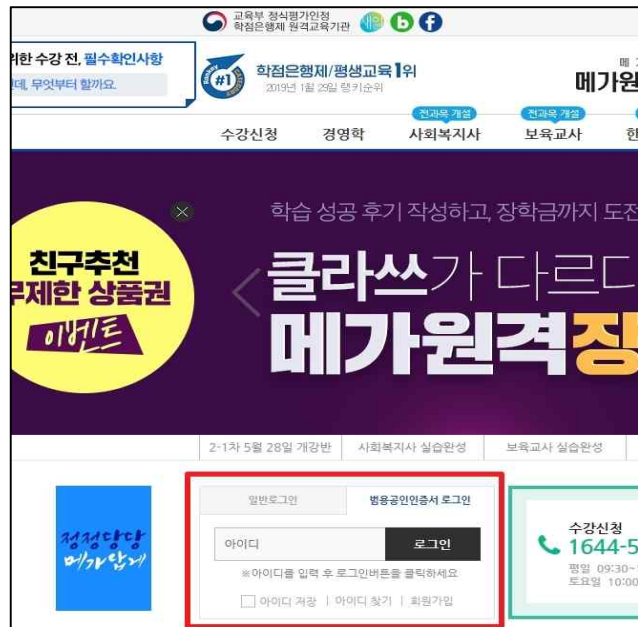 교육부 정식평가인정
학점은행제 원격교육기관
위한 수강 전, 필수확인사항
데, 무엇부터 할까요.
#1
학점은행제/평생교육 1위
2019년 1월 29일 랭키순위
메가원
전과목 개설
전과목 개설
수강신청 경영학 사회복지사 보육교사
학습 성공 후기 작성하고, 장학금까지 도전
친구추천
무제한 상품권
이벤트
클라쓰가 다르다
메가원격장
2-1차 5월 28일 개강반 사회복지사 실습완성 보육교사 실습완성
정정당당
메가답게
일반로그인 범용공인인증서 로그인
아이디 로그인
※아이디를 입력 후 로그인버튼을 클릭하세요
아이디 저장 | 아이디 찾기 | 회원가입
수강신청
1644-5
평일 09:30~
토요일 10:00